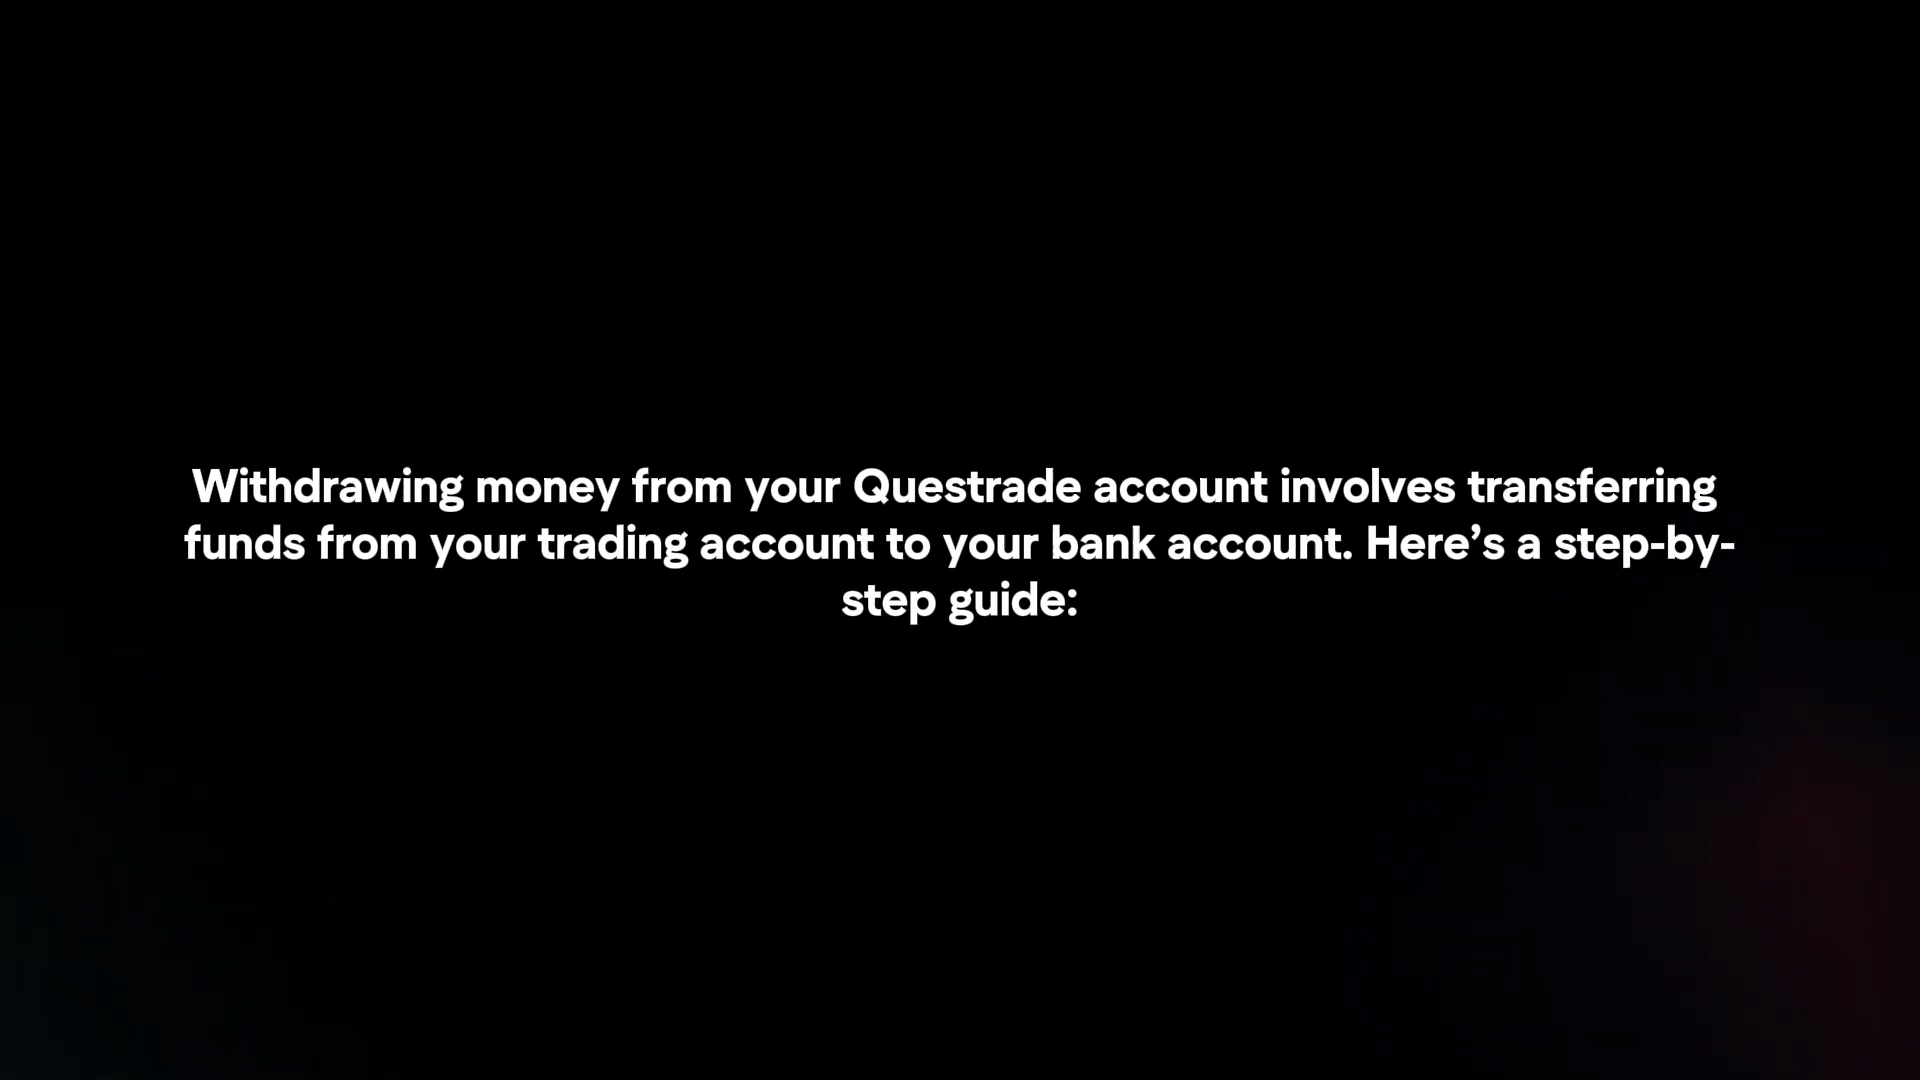 Withdrawing money from your Questrade account involves transferring
funds from your trading account to your bank account. Here’s a step-by-
step guide: